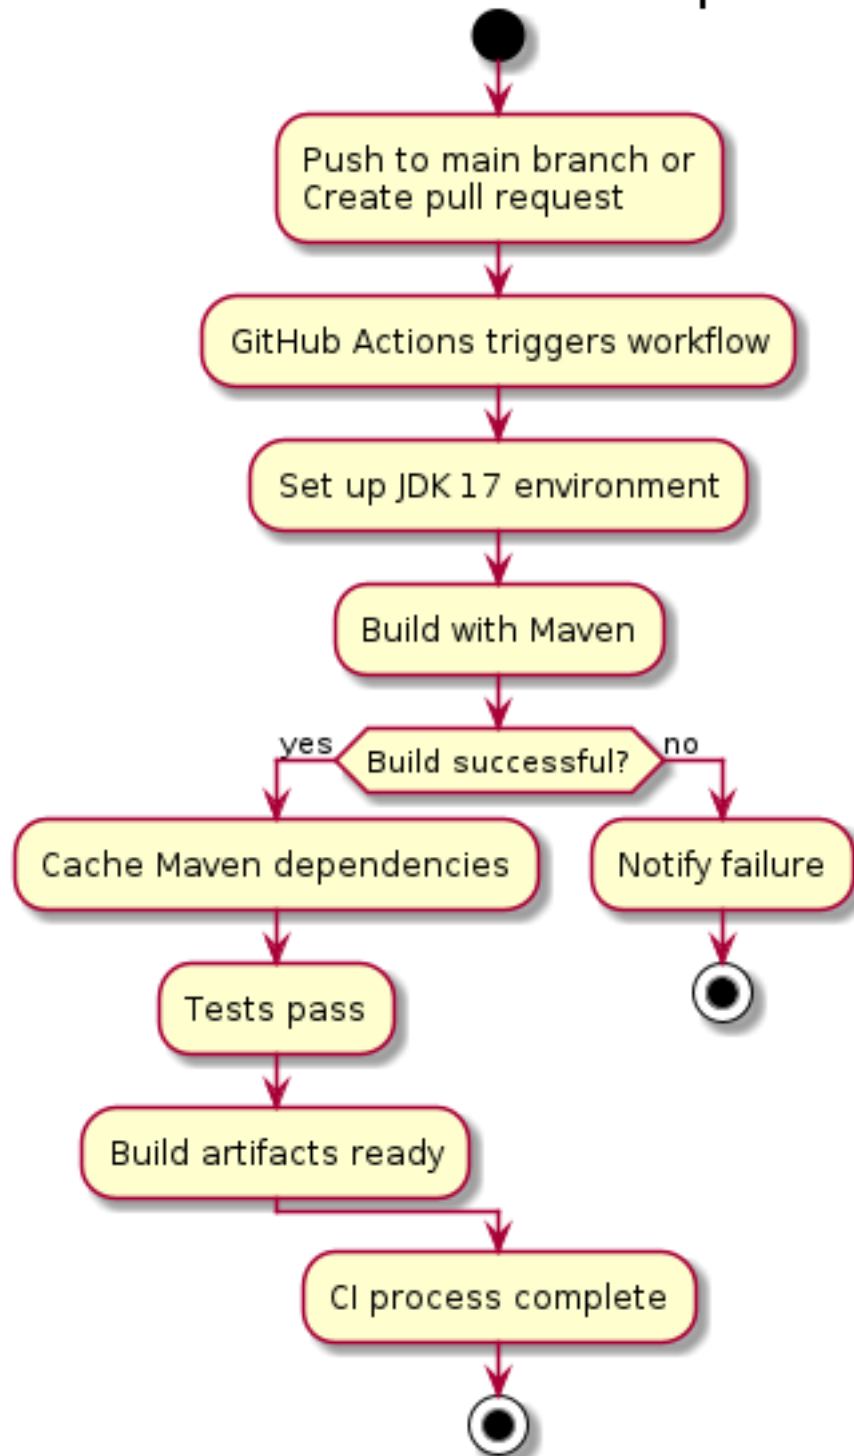 Push to main branch or
Create pull request
GitHub Actions triggers workflow
Set up JDK 17 environment
Build with Maven
yes
Build successful?
no
Cache Maven dependencies
Notify failure
Tests pass
Build artifacts ready
CI process complete